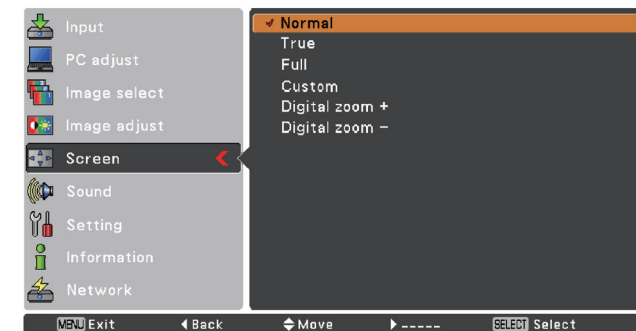 Input
PC adjust
Image select
Image adjust
Screen
Sound
Setting
Information
Network
✔ Normal
True
Full
Custom
Digital zoom +
Digital zoom –
MENU Exit ◀ Back ◆ Move ▶ ----- SELECT Select